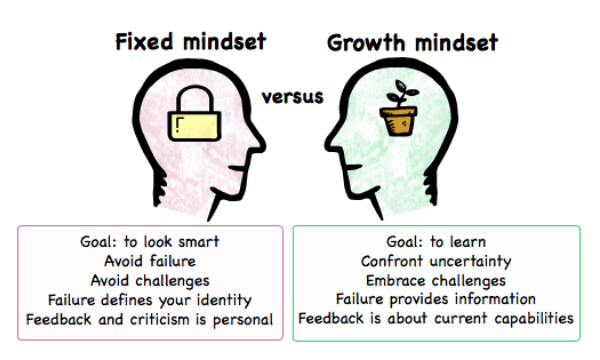 Fixed mindset
Growth mindset
versus
Goal: to look smart
Avoid failure
Avoid challenges
Failure defines your identity
Feedback and criticism is personal
Goal: to learn
Confront uncertainty
Embrace challenges
Failure provides information
Feedback is about current capabilities